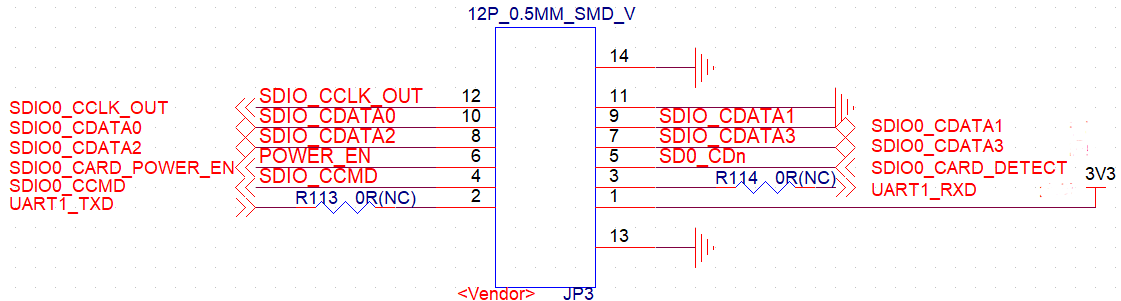 12P_0.5MM_SMD_V
14
SDIO0_CCLK_OUT SDIO_CCLK_OUT 12 11
SDIO0_CDATA0 SDIO_CDATA0 10 9 SDIO_CDATA1 SDIO0_CDATA1
SDIO0_CDATA2 SDIO_CDATA2 8 7 SDIO_CDATA3 SDIO0_CDATA3
SDIO0_CARD_POWER_EN POWER_EN 6 5 SD0_CDn SDIO0_CARD_DETECT
SDIO0_CCMD SDIO_CCMD 4 3 R114 0R(NC) UART1_RXD 3V3
UART1_TXD R113 0R(NC) 2 1
13
<Vendor> JP3